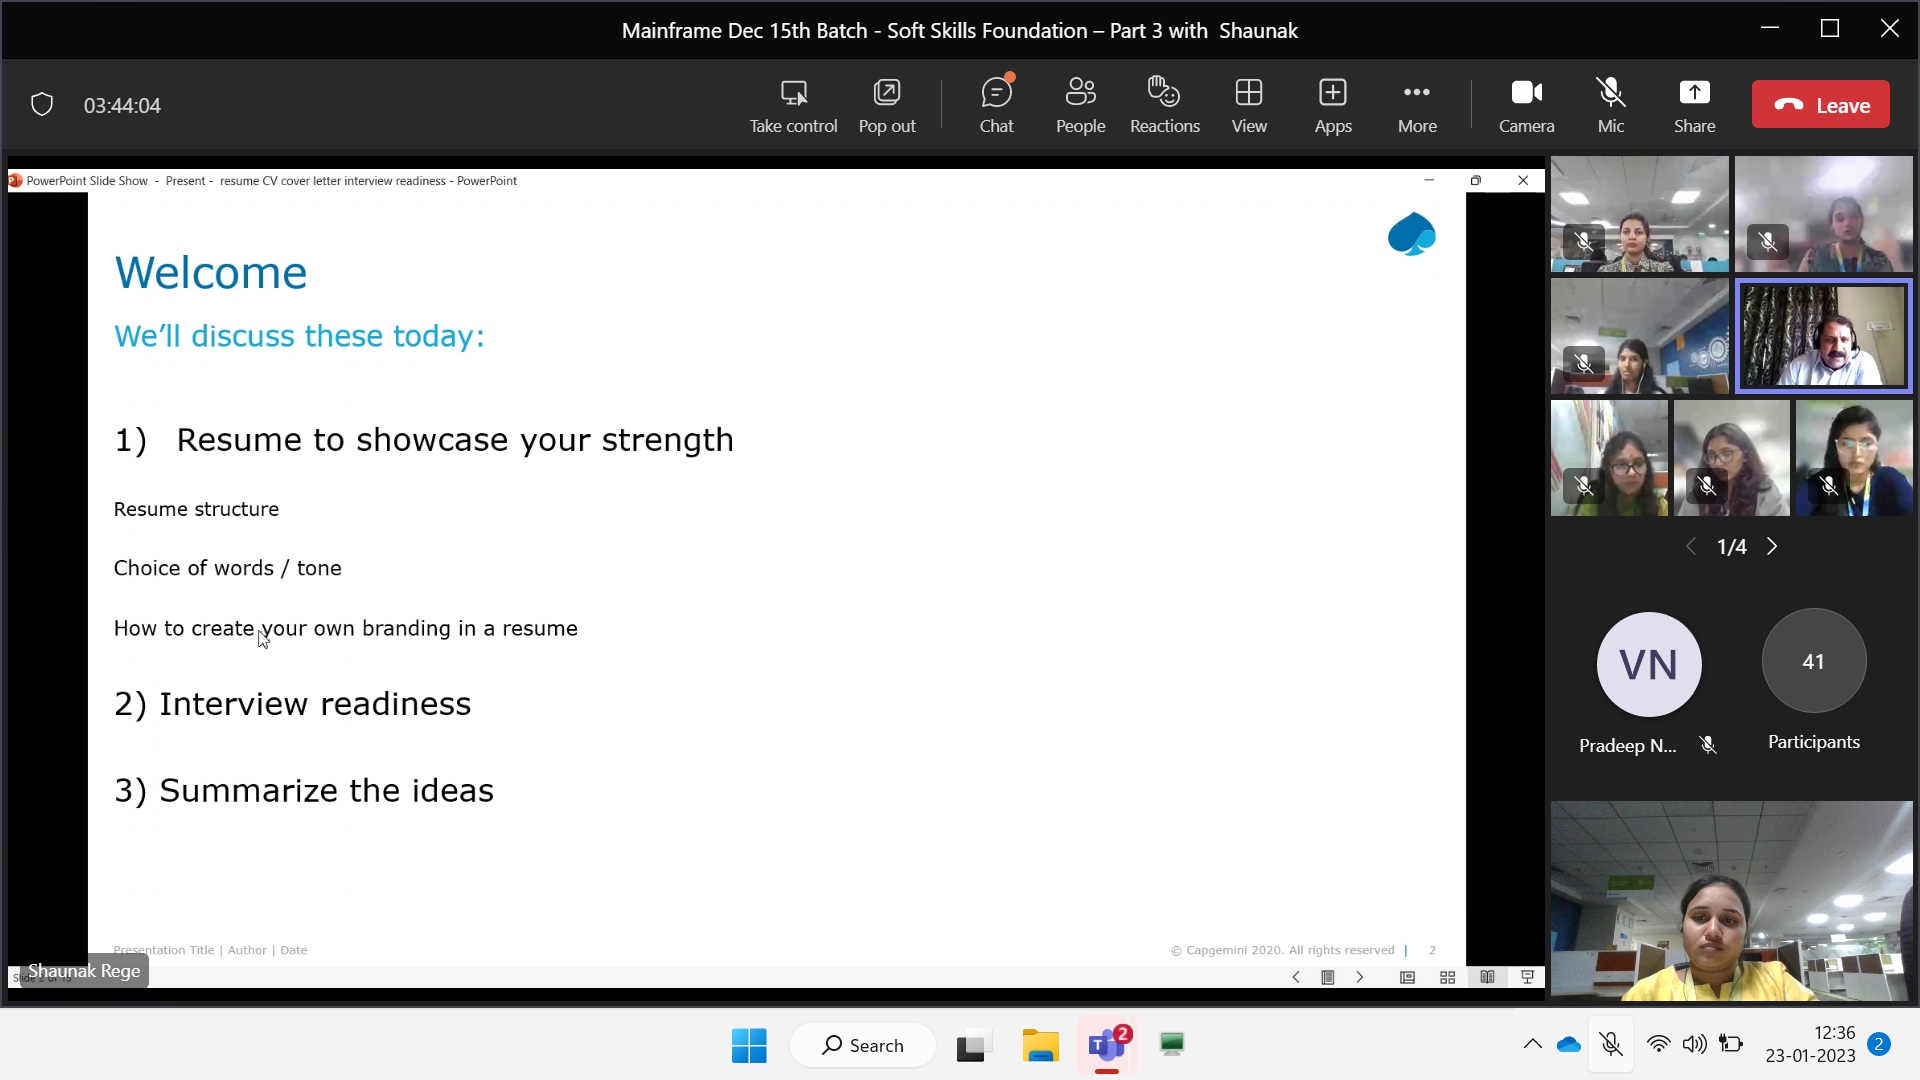 Mainframe Dec 15th Batch - Soft Skills Foundation – Part 3 with  Shaunak
03:44:04
Take control
Pop out
Chat
People
Reactions
View
Apps
More
Camera
Mic
Share
Leave
PowerPoint Slide Show - Present - resume CV cover letter interview readiness - PowerPoint
Welcome
We’ll discuss these today:
1) Resume to showcase your strength
Resume structure
Choice of words / tone
How to create your own branding in a resume
2) Interview readiness
3) Summarize the ideas
Presentation Title | Author | Date
© Capgemini 2020. All rights reserved | 2
Shaunak Rege
1/4
VN
Pradeep N...
41
Participants
Search
T
2
12:36
23-01-2023
2